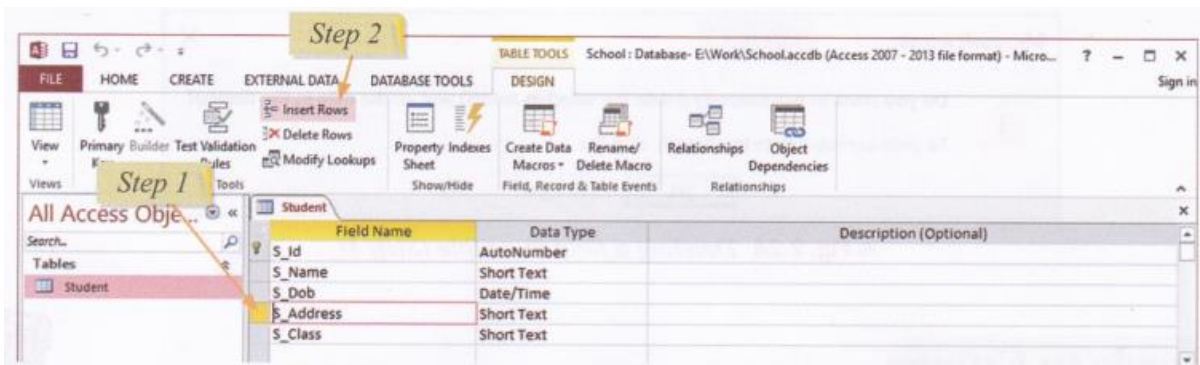 Step 2
TABLE TOOLS School : Database- E:\Work\School.accdb (Access 2007 - 2013 file format) - Micro... ? – □ ×
FILE HOME CREATE EXTERNAL DATA DATABASE TOOLS DESIGN Sign in
View Primary Builder Test Validation Rules
Insert Rows
Delete Rows
Modify Lookups
Property Sheet Indexes
Create Data Macros Rename/ Delete Macro
Relationships Object Dependencies
Views Tools Show/Hide Field, Record & Table Events Relationships
Step 1
All Access Obje... «
Search...
Tables
Student
Student ×
Field Name Data Type Description (Optional)
S_Id AutoNumber
S_Name Short Text
S_Dob Date/Time
S_Address Short Text
S_Class Short Text